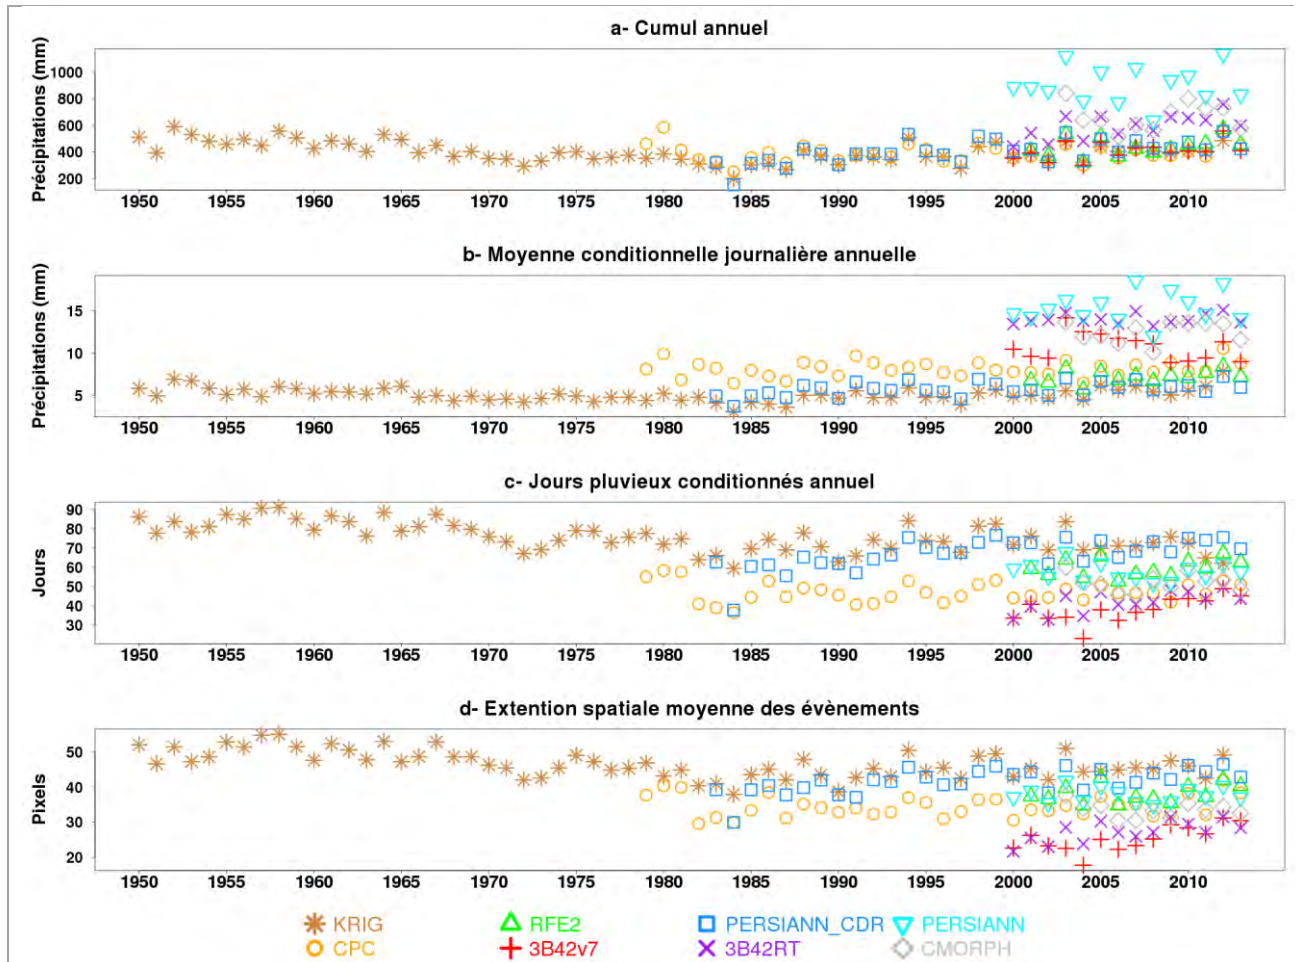 a- Cumul annuel
Précipitations (mm)
1000
800
600
400
200
1950 1955 1960 1965 1970 1975 1980 1985 1990 1995 2000 2005 2010
b- Moyenne conditionnelle journalière annuelle
Précipitations (mm)
15
10
5
1950 1955 1960 1965 1970 1975 1980 1985 1990 1995 2000 2005 2010
c- Jours pluvieux conditionnés annuel
Jours
90
80
70
60
50
40
30
1950 1955 1960 1965 1970 1975 1980 1985 1990 1995 2000 2005 2010
d- Extention spatiale moyenne des évènements
Pixels
50
40
30
20
1950 1955 1960 1965 1970 1975 1980 1985 1990 1995 2000 2005 2010
KRIG RFE2 PERSIANN_CDR PERSIANN
CPC 3B42v7 3B42RT CMORPH